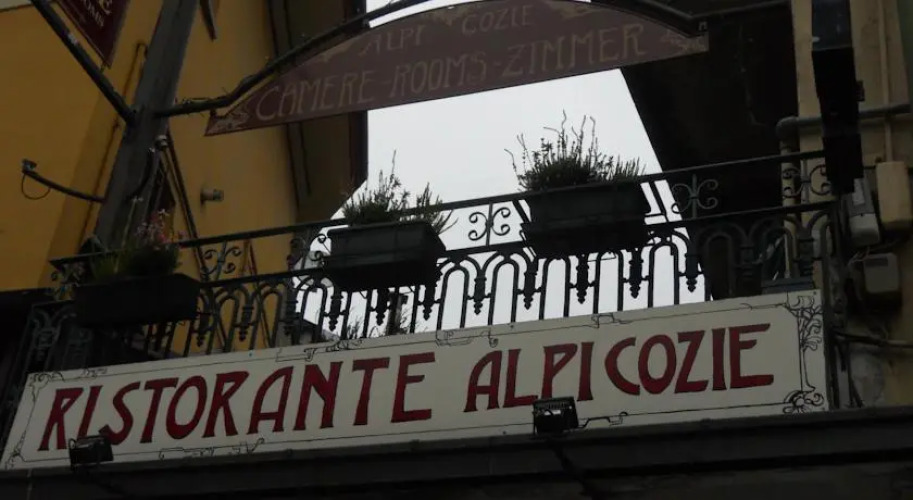 ALPI COZIE
CAMERE-ROOMS-ZIMMER
RISTORANTE ALPI COZIE